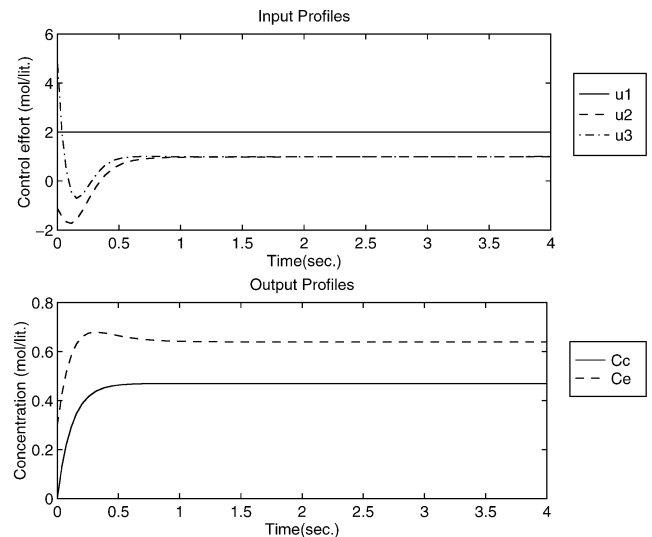 Input Profiles
Control effort (mol/lit.)
6
4
2
0
−2
0 0.5 1 1.5 2 2.5 3 3.5 4
Time(sec.)
u1
u2
u3
Output Profiles
Concentration (mol/lit.)
0.8
0.6
0.4
0.2
0
0 0.5 1 1.5 2 2.5 3 3.5 4
Time(sec.)
Cc
Ce